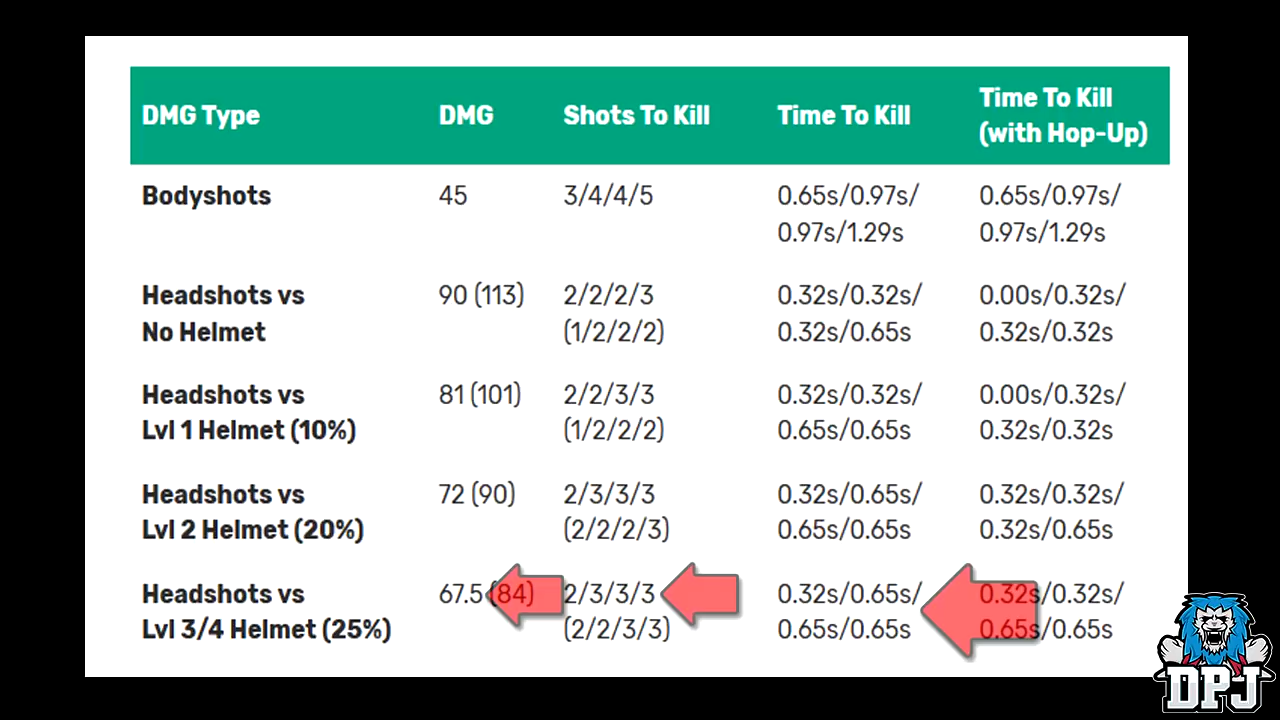 DMG Type DMG Shots To Kill Time To Kill Time To Kill
(with Hop-Up)
Bodyshots 45 3/4/4/5 0.65s/0.97s/ 0.65s/0.97s/
0.97s/1.29s 0.97s/1.29s
Headshots vs 90 (113) 2/2/2/3 0.32s/0.32s/ 0.00s/0.32s/
No Helmet (1/2/2/2) 0.32s/0.65s 0.32s/0.32s
Headshots vs 81 (101) 2/2/3/3 0.32s/0.32s/ 0.00s/0.32s/
Lvl 1 Helmet (10%) (1/2/2/2) 0.65s/0.65s 0.32s/0.32s
Headshots vs 72 (90) 2/3/3/3 0.32s/0.65s/ 0.32s/0.32s/
Lvl 2 Helmet (20%) (2/2/2/3) 0.65s/0.65s 0.32s/0.65s
Headshots vs 67.5 (84) 2/3/3/3 0.32s/0.65s/ 0.32s/0.32s/
Lvl 3/4 Helmet (25%) (2/2/3/3) 0.65s/0.65s 0.65s/0.65s
DPJ